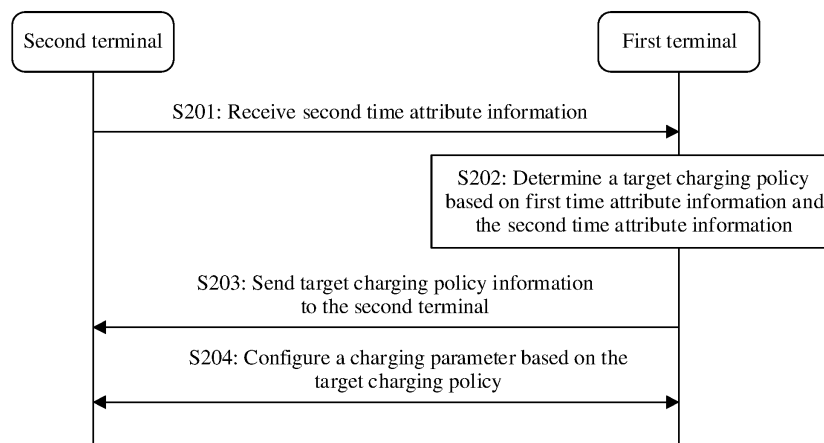 Second terminal
First terminal
S201: Receive second time attribute information
S202: Determine a target charging policy
based on first time attribute information and
the second time attribute information
S203: Send target charging policy information
to the second terminal
S204: Configure a charging parameter based on the
target charging policy